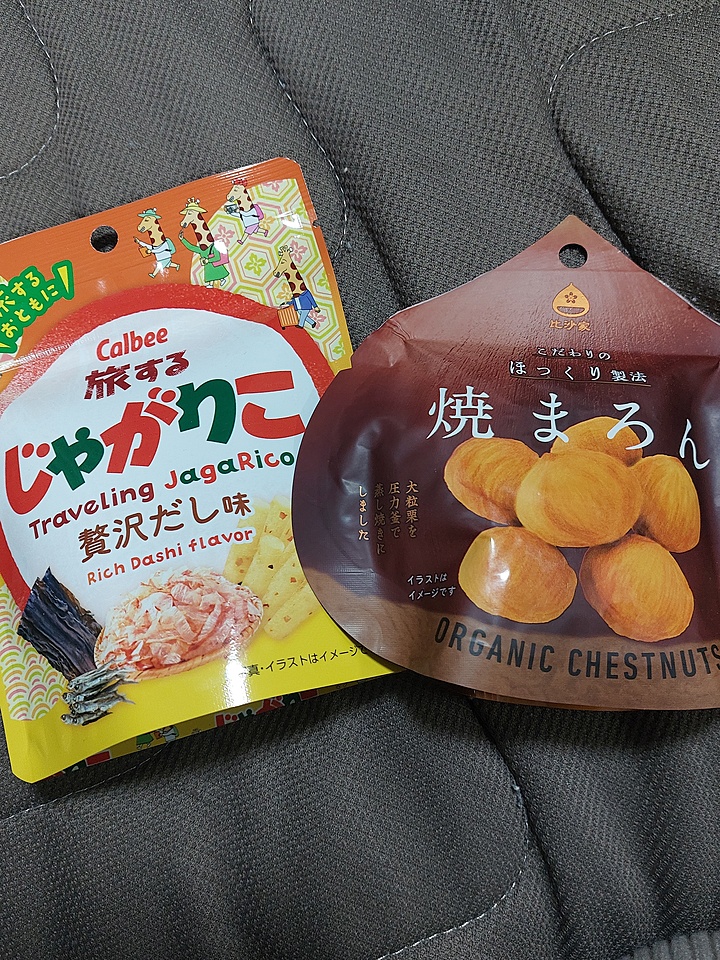 旅する
おともに!
Calbee
旅する
じゃがりこ
Traveling JagaRico
贅沢だし味
Rich Dashi flavor
写真・イラストはイメージ
比沙家
こだわりの
ほっくり製法
焼まろん
大粒栗を
圧力釜で
蒸し焼きに
しました
イラストは
イメージです
ORGANIC CHESTNUTS